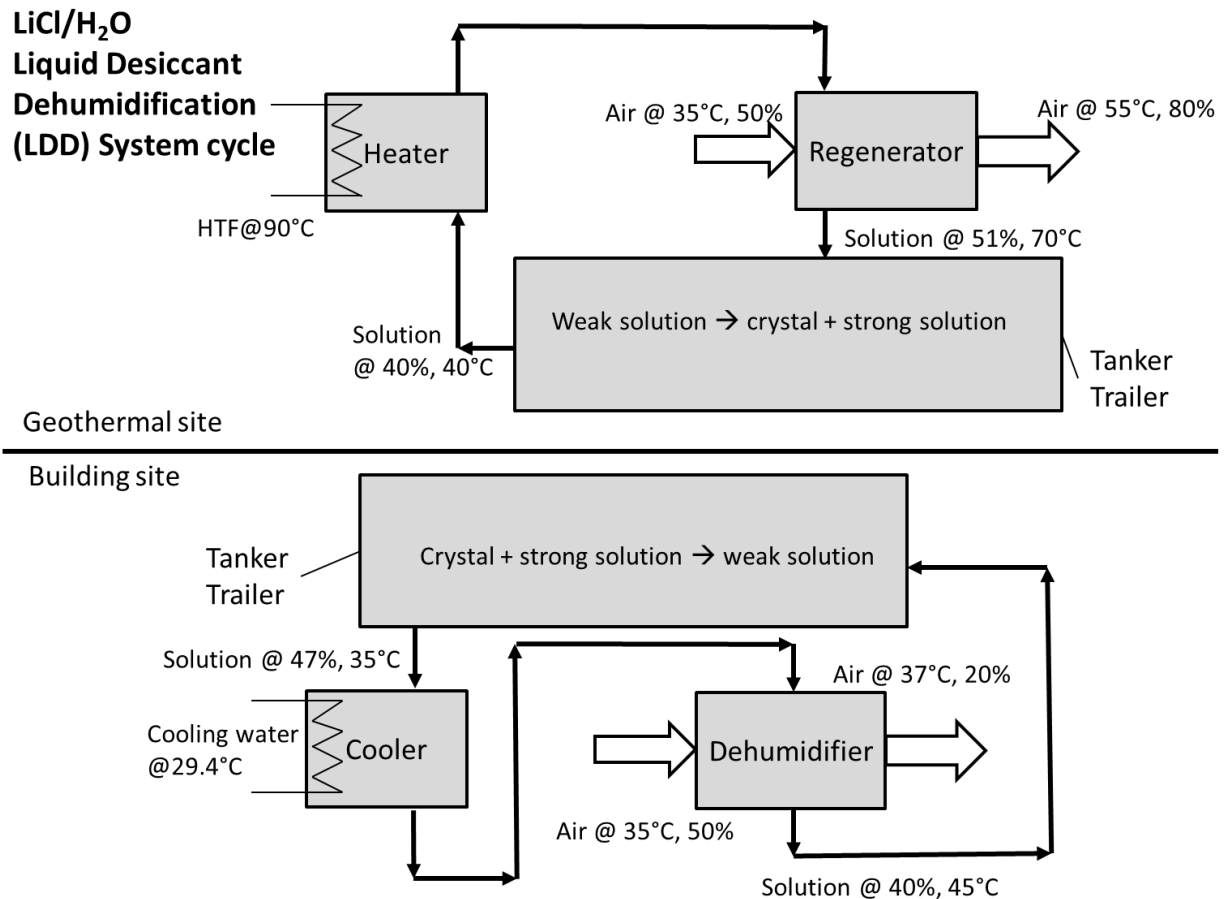 LiCl/H₂O
Liquid Desiccant
Dehumidification
(LDD) System cycle
Heater
HTF@90°C
Air @ 35°C, 50%
Regenerator
Air @ 55°C, 80%
Solution @ 51%, 70°C
Weak solution → crystal + strong solution
Solution
@ 40%, 40°C
Tanker
Trailer
Geothermal site
Building site
Tanker
Trailer
Crystal + strong solution → weak solution
Solution @ 47%, 35°C
Cooling water
@29.4°C
Cooler
Air @ 37°C, 20%
Dehumidifier
Air @ 35°C, 50%
Solution @ 40%, 45°C